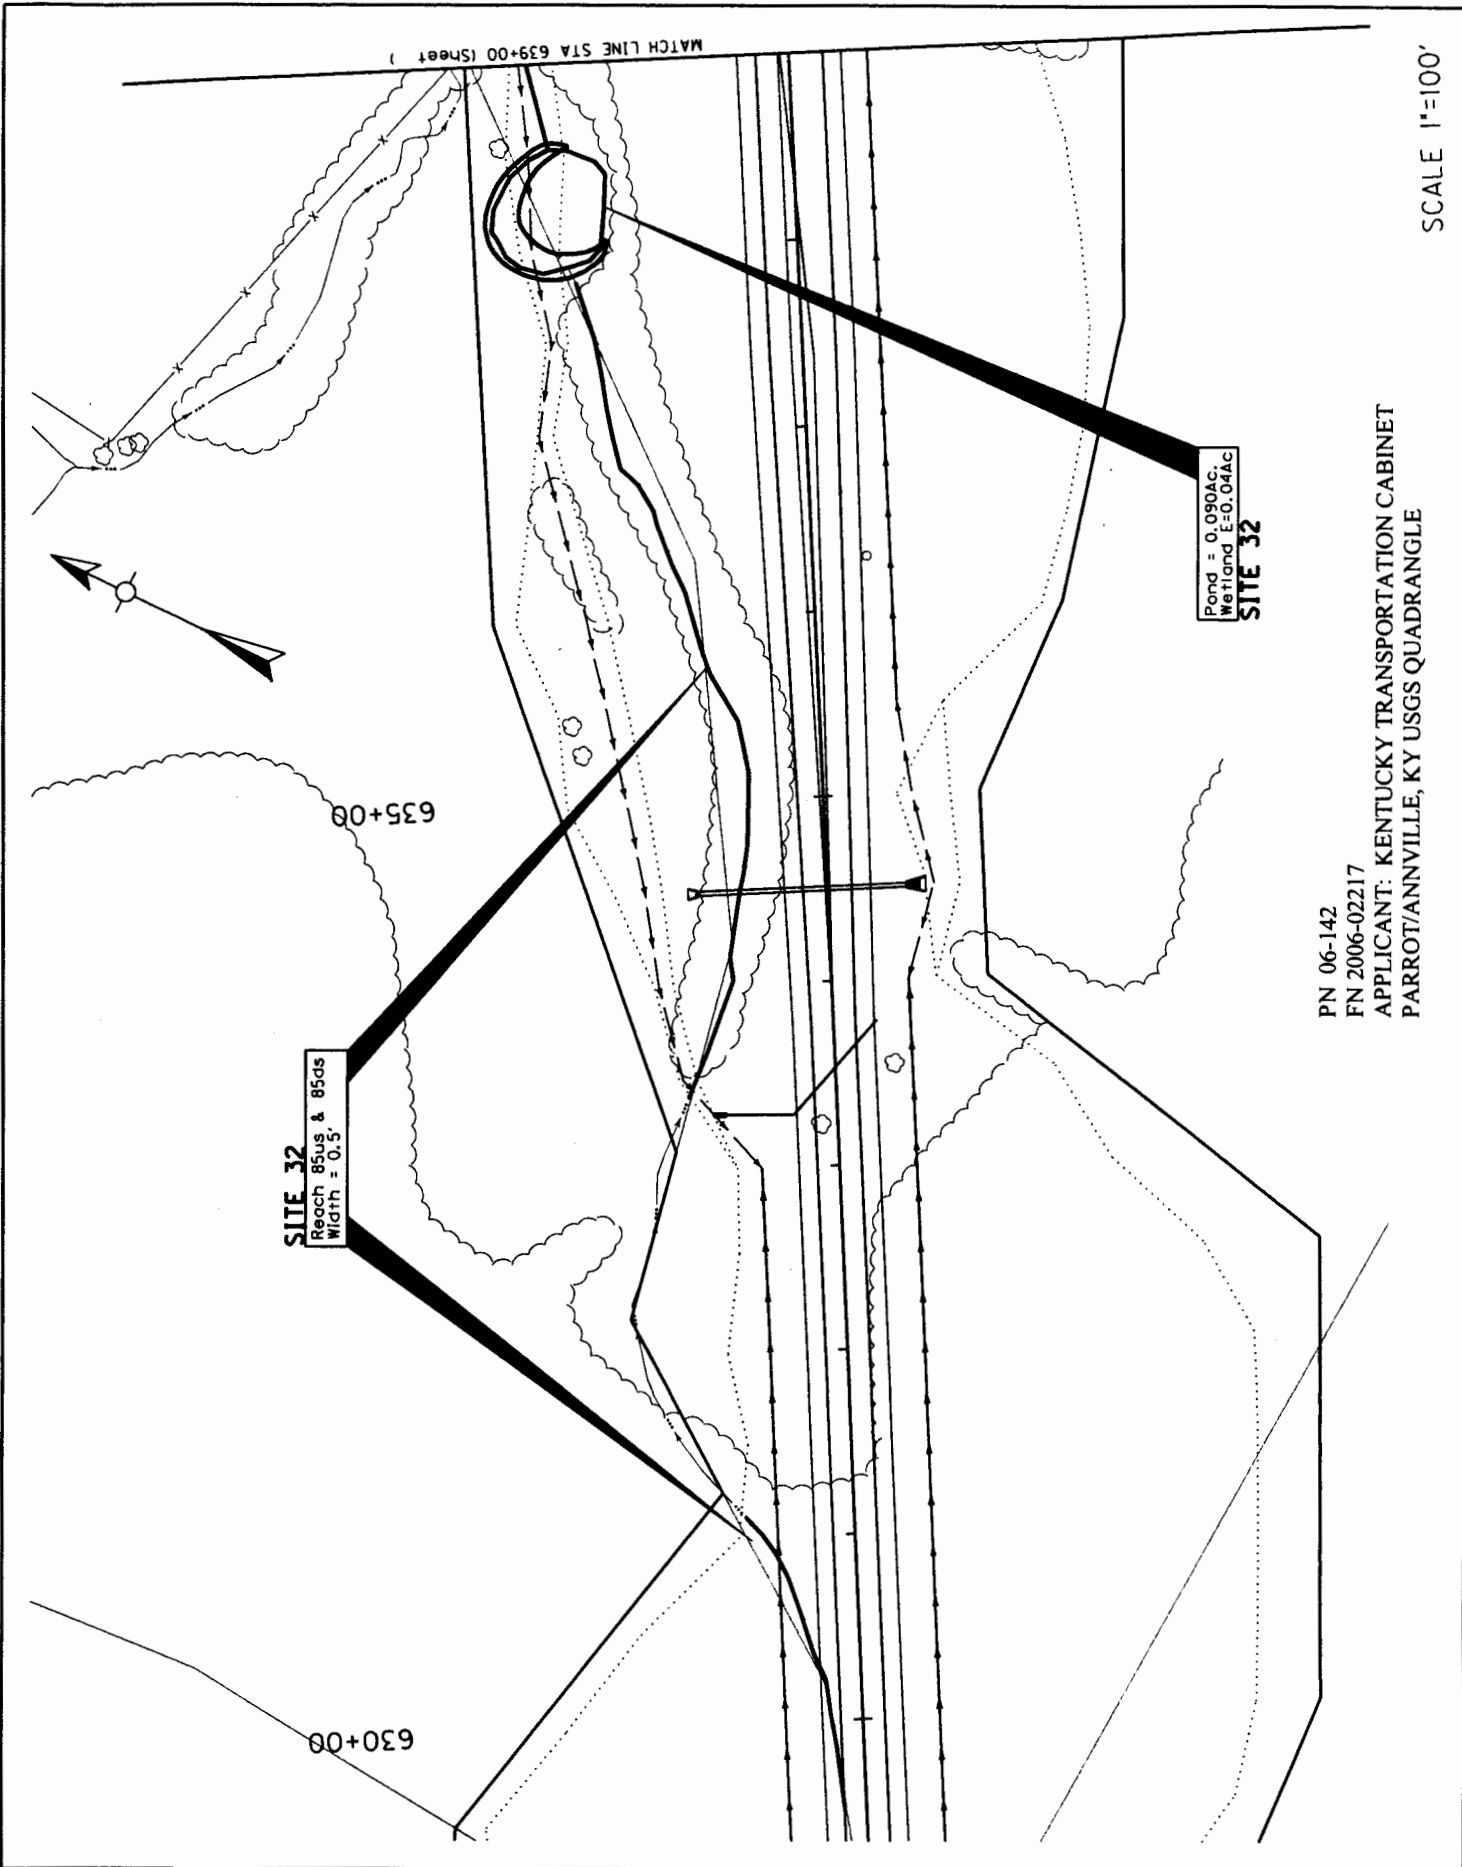 MATCH LINE STA 639+00 (Sheet )
635+00
630+00
SITE 32
Reach 85us & 85ds
Width = 0.5'
Pond = 0.090Ac.
Wetland E=0.04Ac
SITE 32
PN 06-142
FN 2006-02217
APPLICANT: KENTUCKY TRANSPORTATION CABINET
PARROT/ANNVILLE, KY USGS QUADRANGLE
SCALE 1"=100'